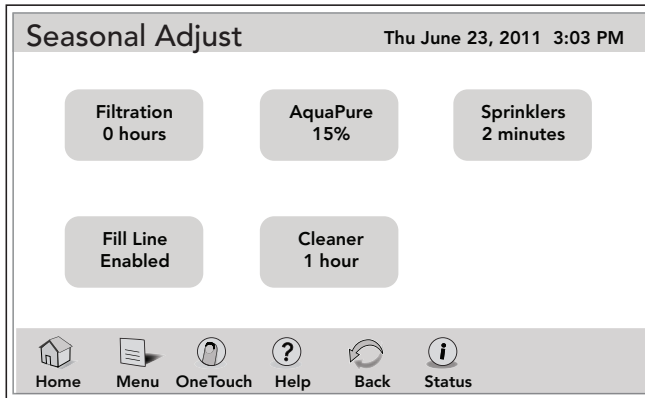 Seasonal Adjust
Thu June 23, 2011 3:03 PM
Filtration
0 hours
AquaPure
15%
Sprinklers
2 minutes
Fill Line
Enabled
Cleaner
1 hour
?
i
Home
Menu
OneTouch
Help
Back
Status